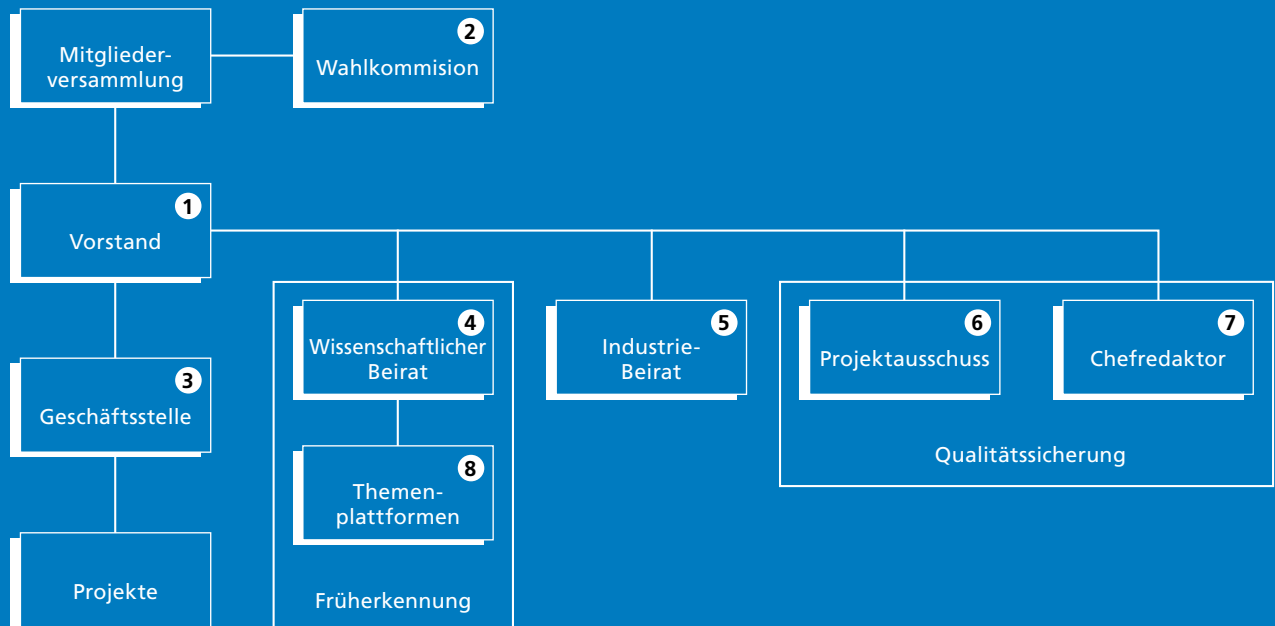 Mitglieder-
versammlung
2
Wahlkommision
1
Vorstand
3
Geschäftsstelle
Projekte
4
Wissenschaftlicher
Beirat
8
Themen-
plattformen
Früherkennung
5
Industrie-
Beirat
6
Projektausschuss
7
Chefredaktor
Qualitätssicherung